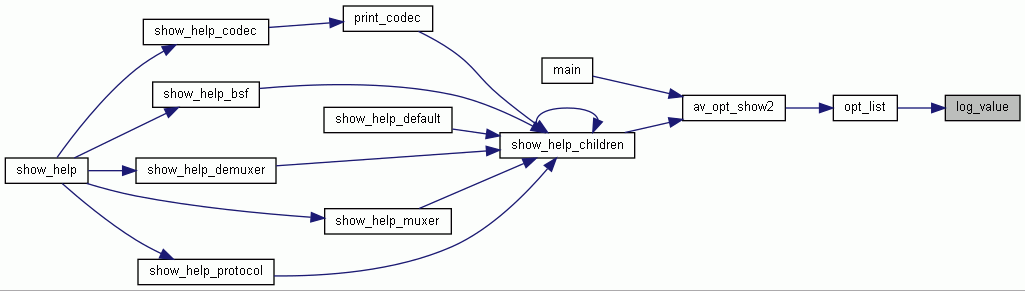 print_codec
show_help_codec
main
show_help_bsf
av_opt_show2
opt_list
log_value
show_help_default
show_help_children
show_help
show_help_demuxer
show_help_muxer
show_help_protocol